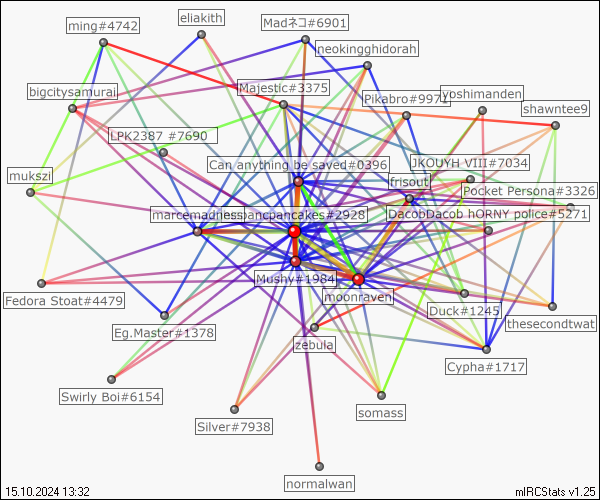 eliakith
ming#4742
Madネコ#6901
neokingghidorah
bigcitysamurai
Majestic#3375
Pikabro#9971
yoshimanden
shawntee9
LPK2387 #7690
mukszi
Can anything be saved#0396
JKOUYH VIII#7034
frisout
Pocket Persona#3326
marcemadness
pancpancakes#2928
DacobDacob hORNY police#5271
Mushy#1984
Fedora Stoat#4479
moonraven
Eg.Master#1378
Duck#1245
thesecondtwat
zebula
Cypha#1717
Swirly Boi#6154
Silver#7938
somass
normalwan
15.10.2024 13:32
mIRCStats v1.25